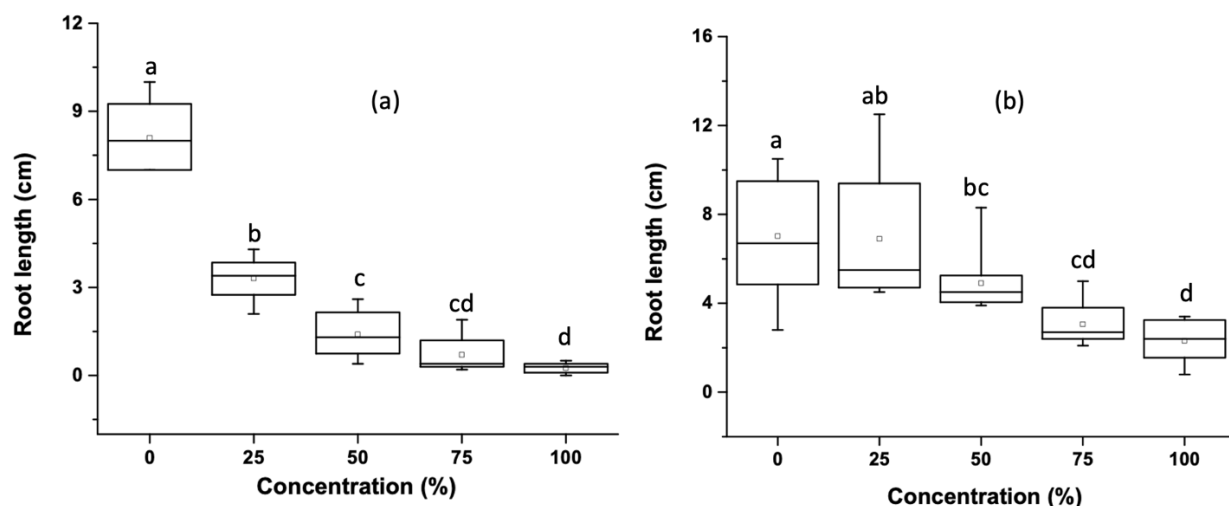 12
9
6
3
0
Root length (cm)
a
b
c
cd
d
(a)
0 25 50 75 100
Concentration (%)
16
12
8
4
0
Root length (cm)
a
ab
bc
cd
d
(b)
0 25 50 75 100
Concentration (%)